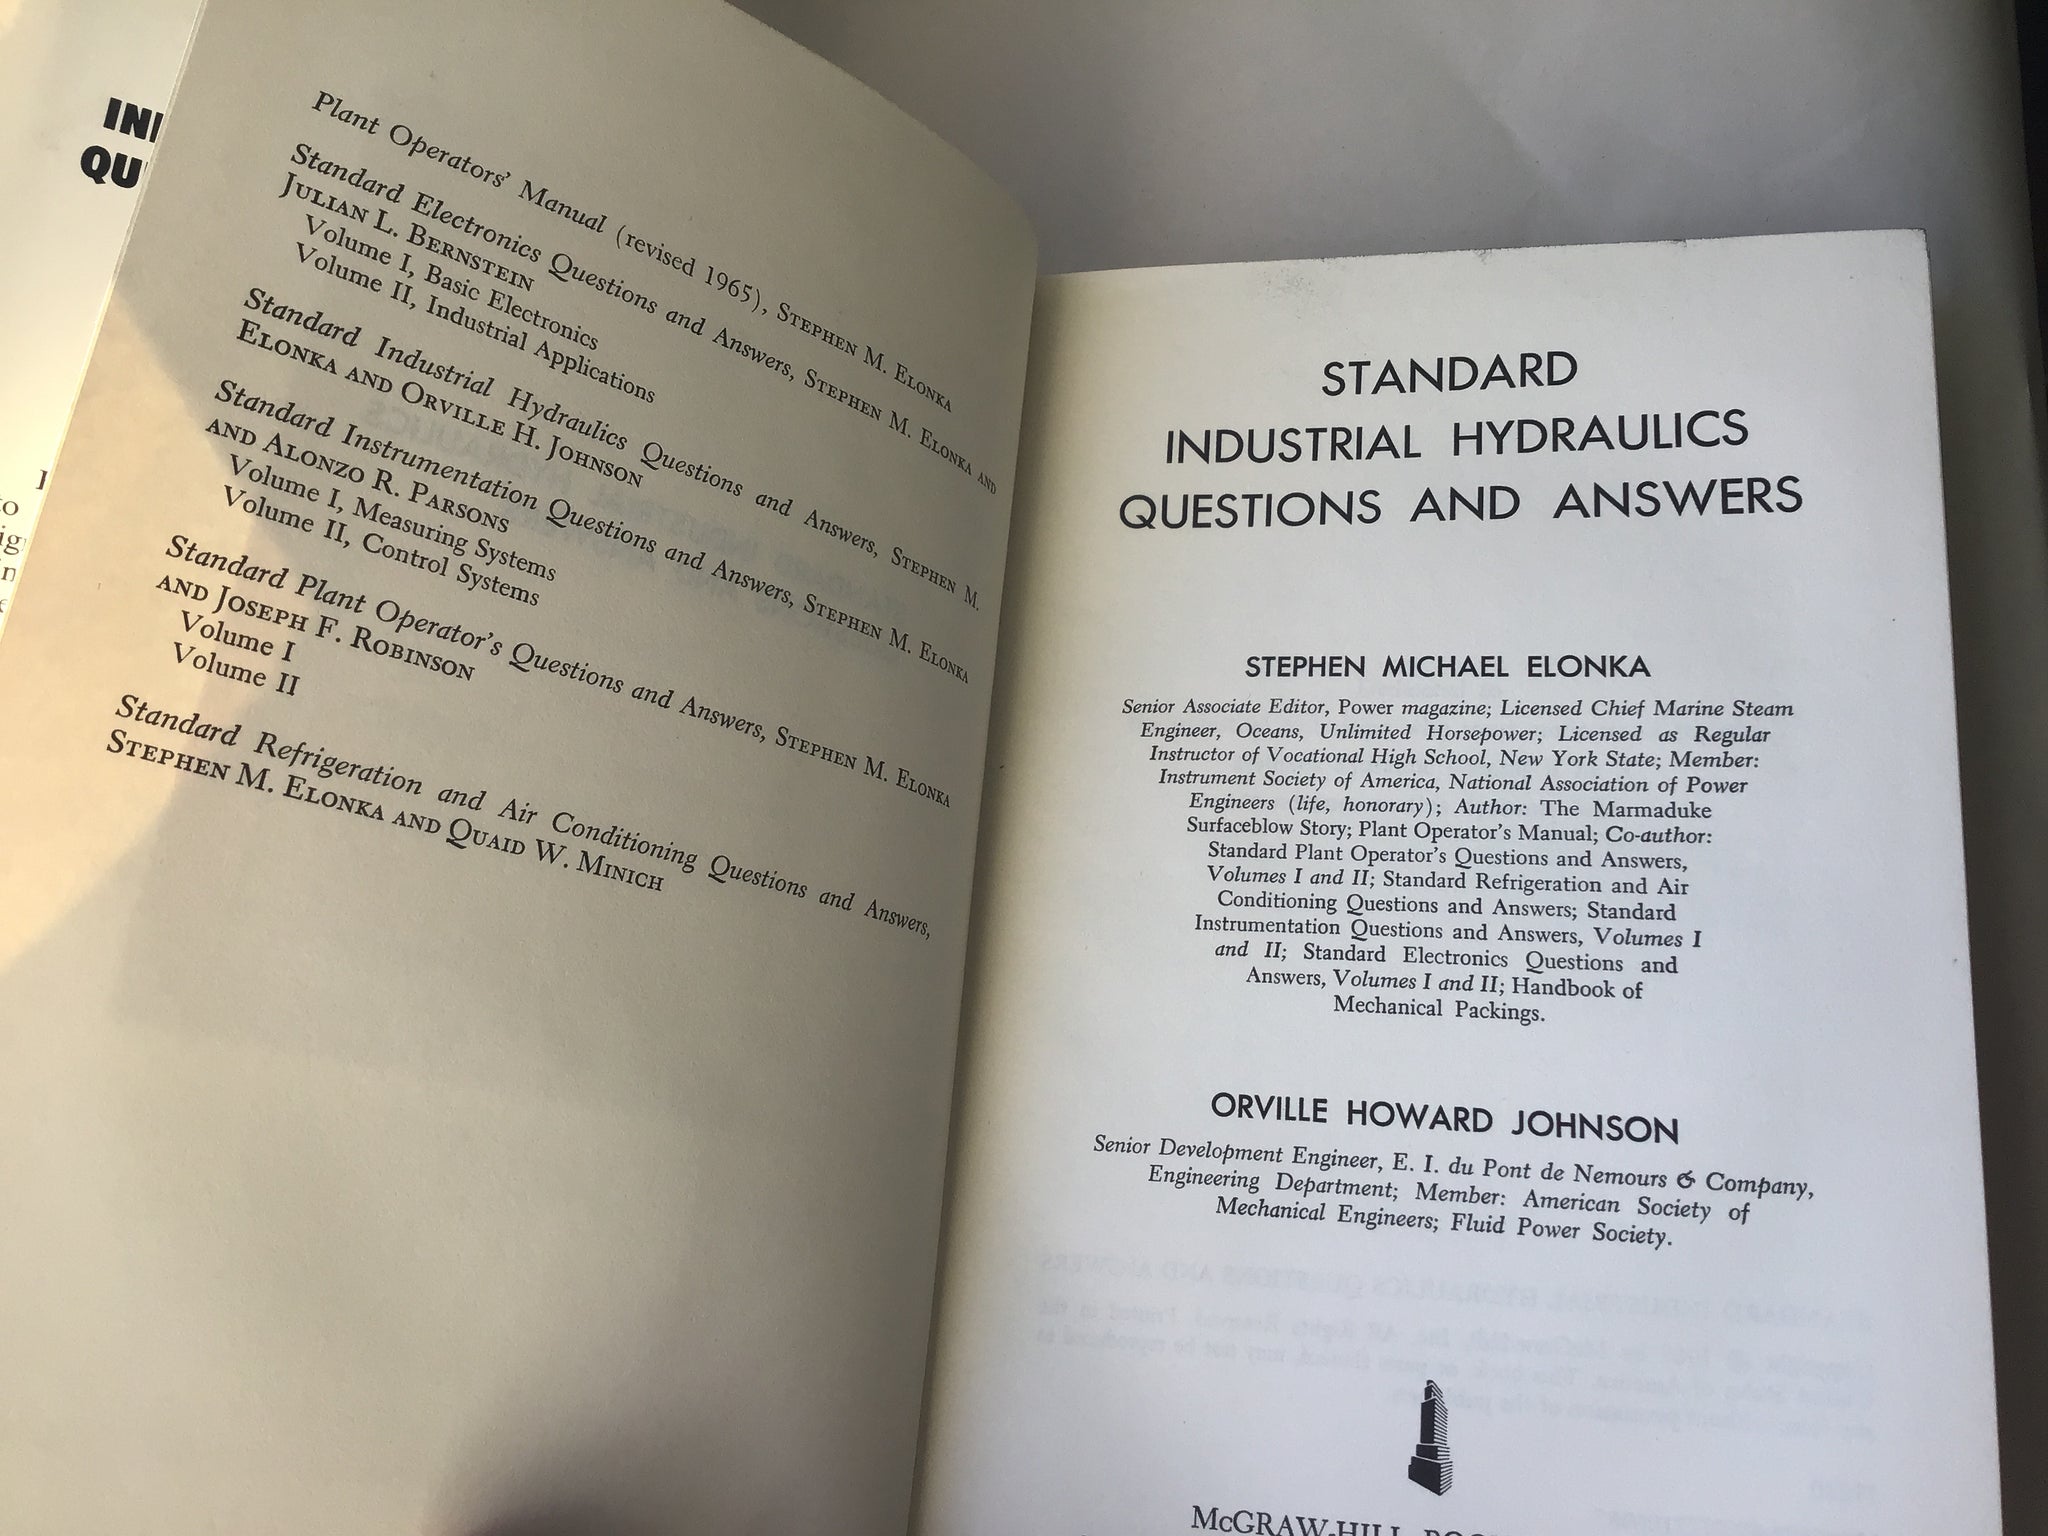 IN
QU
Plant Operators' Manual (revised 1965), STEPHEN M. ELONKA
Standard Electronics Questions and Answers, STEPHEN M. ELONKA AND
JULIAN L. BERNSTEIN
Volume I, Basic Electronics
Volume II, Industrial Applications
Standard Industrial Hydraulics Questions and Answers, STEPHEN M.
ELONKA AND ORVILLE H. JOHNSON
Standard Instrumentation Questions and Answers, STEPHEN M. ELONKA
AND ALONZO R. PARSONS
Volume I, Measuring Systems
Volume II, Control Systems
Standard Plant Operator's Questions and Answers, STEPHEN M. ELONKA
AND JOSEPH F. ROBINSON
Volume I
Volume II
Standard Refrigeration and Air Conditioning Questions and Answers,
STEPHEN M. ELONKA AND QUAID W. MINICH
STANDARD
INDUSTRIAL HYDRAULICS
QUESTIONS AND ANSWERS
STEPHEN MICHAEL ELONKA
Senior Associate Editor, Power magazine; Licensed Chief Marine Steam
Engineer, Oceans, Unlimited Horsepower; Licensed as Regular
Instructor of Vocational High School, New York State; Member:
Instrument Society of America, National Association of Power
Engineers (life, honorary); Author: The Marmaduke
Surfaceblow Story; Plant Operator's Manual; Co-author:
Standard Plant Operator's Questions and Answers,
Volumes I and II; Standard Refrigeration and Air
Conditioning Questions and Answers; Standard
Instrumentation Questions and Answers, Volumes I
and II; Standard Electronics Questions and
Answers, Volumes I and II; Handbook of
Mechanical Packings.
ORVILLE HOWARD JOHNSON
Senior Development Engineer, E. I. du Pont de Nemours & Company,
Engineering Department; Member: American Society of
Mechanical Engineers; Fluid Power Society.
McGRAW-HILL